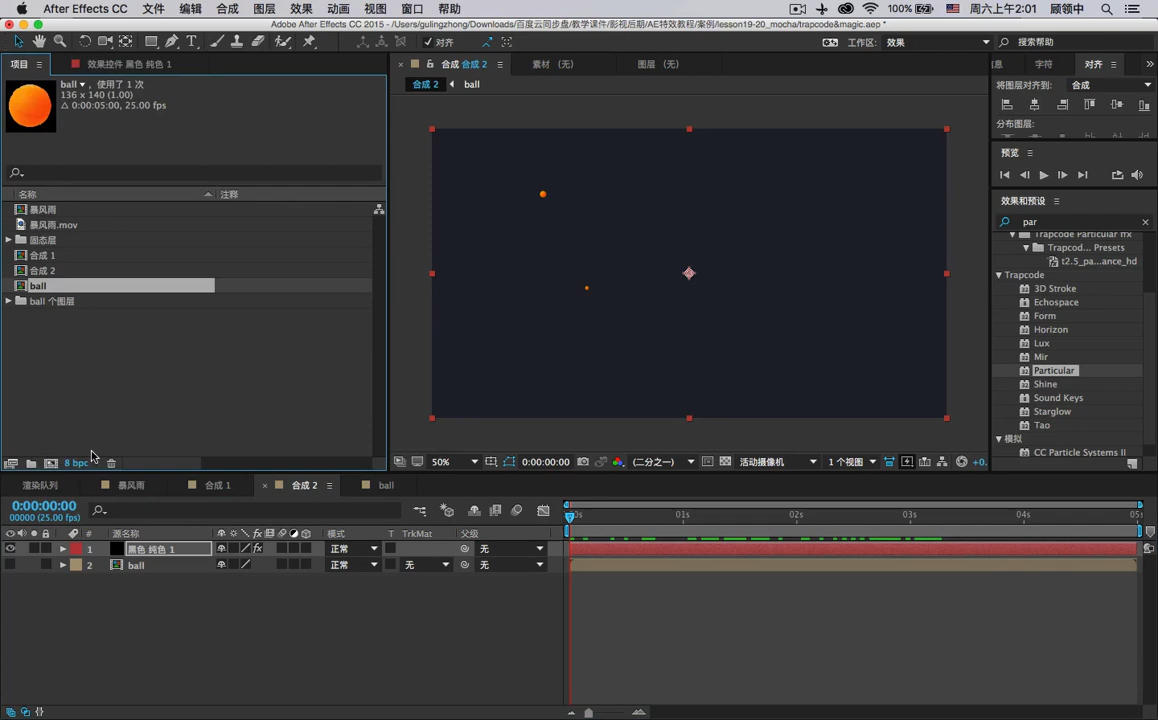 After Effects CC 文件 编辑 合成 图层 效果 动画 视图 窗口 帮助 100% 周六上午2:01 顾领中
Adobe After Effects CC 2015 - /Users/gulingzhong/Downloads/百度云同步盘/教学课件/影视后期/AE特效教程/案例/lesson19-20_mocha/trapcode&magic.aep *
对齐 工作区: 效果 搜索帮助
项目 效果控件 黑色 纯色 1 合成 合成 2 素材 (无) 图层 (无) 息 字符 对齐
合成 2 ball
将图层对齐到: 合成
ball , 使用了 1 次
136 x 140 (1.00)
Δ 0:00:05:00, 25.00 fps
分布图层:
预览
名称 注释
效果和预设
暴风雨
暴风雨.mov
固态层
合成 1
合成 2
ball
ball 个图层
par
Trapcode Particular ffx
Trapcod... Presets
t2.5_pa...ance_hd
Trapcode
3D Stroke
Echospace
Form
Horizon
Lux
Mir
Particular
Shine
Sound Keys
Starglow
Tao
模拟
CC Particle Systems II
8 bpc
50% 0:00:00:00 (二分之一) 活动摄像机 1 个视图 +0.
渲染队列 暴风雨 合成 1 合成 2 ball
0:00:00:00
00000 (25.00 fps)
0s 01s 02s 03s 04s 05s
# 源名称 fx 模式 T TrkMat 父级
1 黑色 纯色 1 fx 正常 无
2 ball 正常 无 无